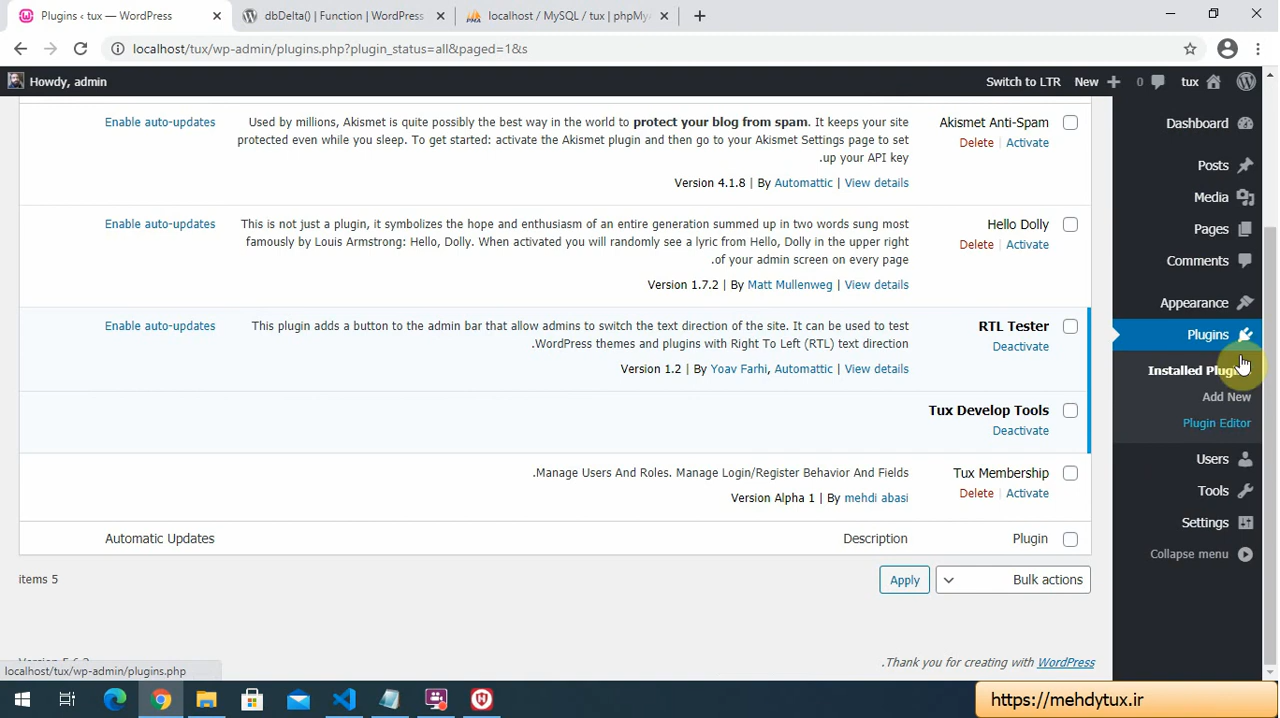 Plugins ‹ tux — WordPress
dbDelta() | Function | WordPress
localhost / MySQL / tux | phpMy
localhost/tux/wp-admin/plugins.php?plugin_status=all&paged=1&s
Howdy, admin
Switch to LTR
New
0
tux
Enable auto-updates
Used by millions, Akismet is quite possibly the best way in the world to protect your blog from spam. It keeps your site
protected even while you sleep. To get started: activate the Akismet plugin and then go to your Akismet Settings page to set
.up your API key
Version 4.1.8 | By Automattic | View details
Akismet Anti-Spam
Delete | Activate
Enable auto-updates
This is not just a plugin, it symbolizes the hope and enthusiasm of an entire generation summed up in two words sung most
famously by Louis Armstrong: Hello, Dolly. When activated you will randomly see a lyric from Hello, Dolly in the upper right
.of your admin screen on every page
Version 1.7.2 | By Matt Mullenweg | View details
Hello Dolly
Delete | Activate
Enable auto-updates
This plugin adds a button to the admin bar that allow admins to switch the text direction of the site. It can be used to test
.WordPress themes and plugins with Right To Left (RTL) text direction
Version 1.2 | By Yoav Farhi, Automattic | View details
RTL Tester
Deactivate
Tux Develop Tools
Deactivate
.Manage Users And Roles. Manage Login/Register Behavior And Fields
Version Alpha 1 | By mehdi abasi
Tux Membership
Delete | Activate
Automatic Updates
Description
Plugin
items 5
Apply
Bulk actions
.Thank you for creating with WordPress
Dashboard
Posts
Media
Pages
Comments
Appearance
Plugins
Installed
Add New
Plugin Editor
Users
Tools
Settings
Collapse menu
localhost/tux/wp-admin/plugins.php
https://mehdytux.ir